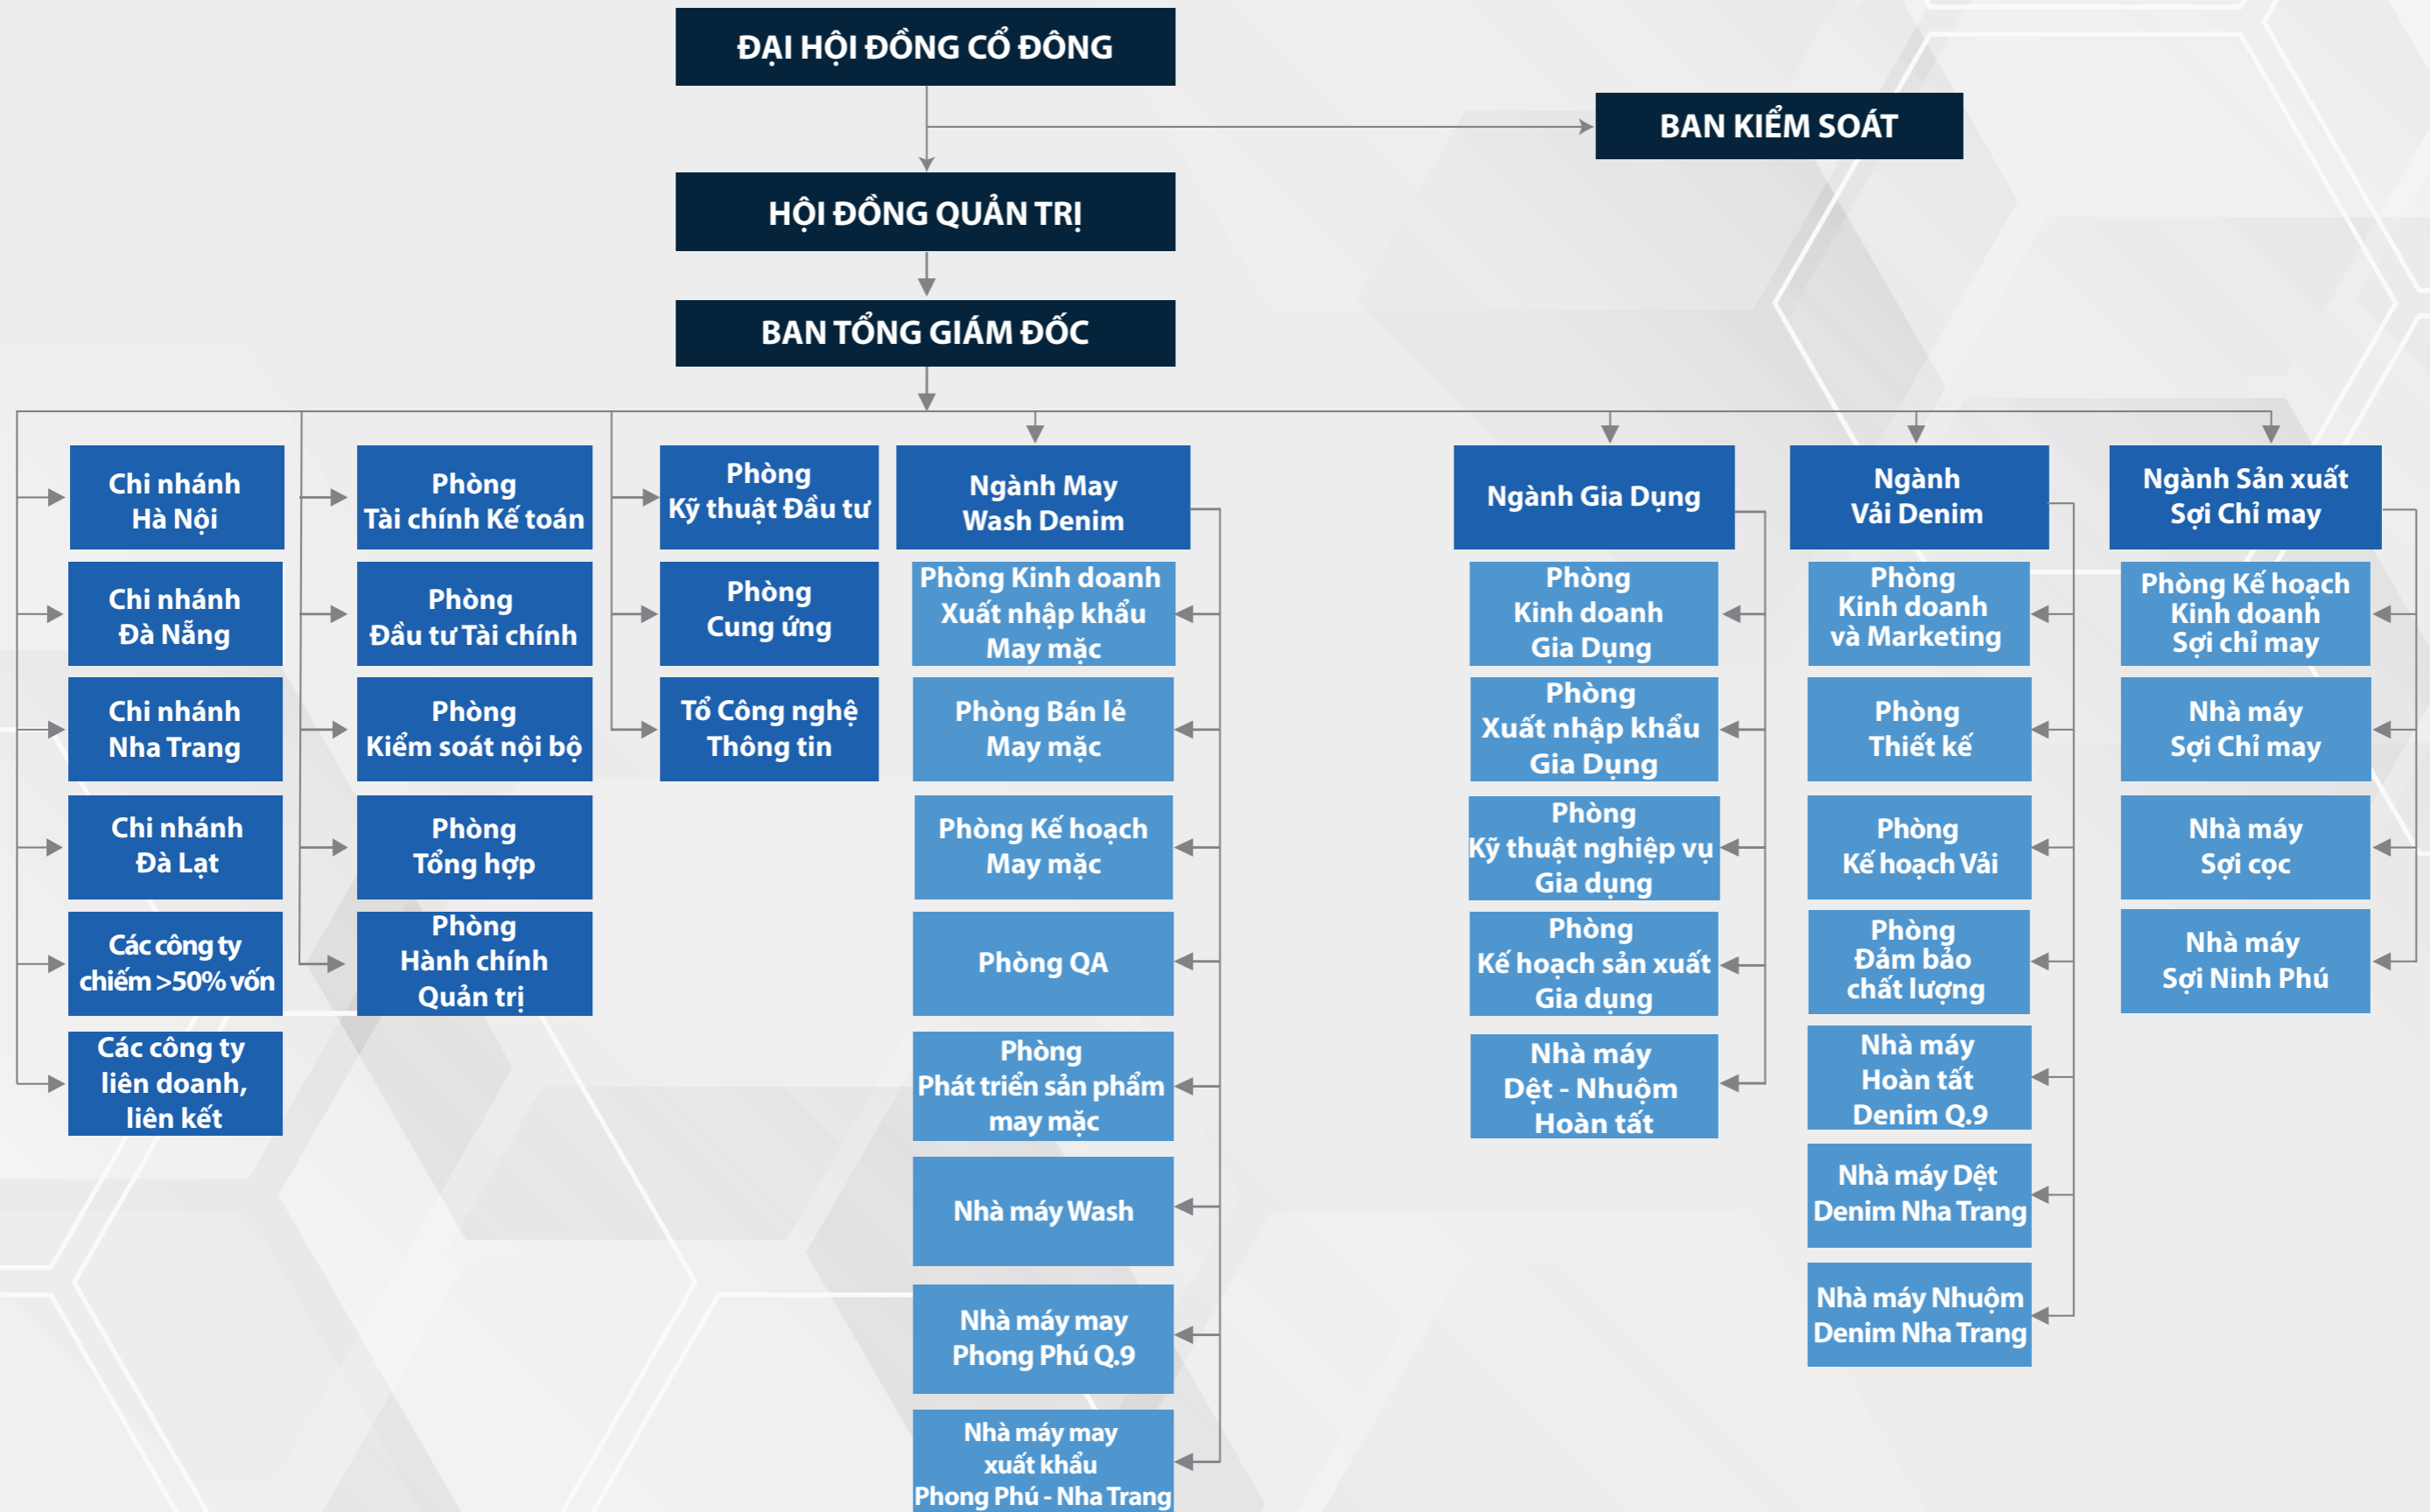 ĐẠI HỘI ĐỒNG CỔ ĐÔNG
BAN KIỂM SOÁT
HỘI ĐỒNG QUẢN TRỊ
BAN TỔNG GIÁM ĐỐC
Chi nhánh
Hà Nội
Chi nhánh
Đà Nẵng
Chi nhánh
Nha Trang
Chi nhánh
Đà Lạt
Các công ty
chiếm >50% vốn
Các công ty
liên doanh,
liên kết
Phòng
Tài chính Kế toán
Phòng
Đầu tư Tài chính
Phòng
Kiểm soát nội bộ
Phòng
Tổng hợp
Phòng
Hành chính
Quản trị
Phòng
Kỹ thuật Đầu tư
Phòng
Cung ứng
Tổ Công nghệ
Thông tin
Ngành May
Wash Denim
Phòng Kinh doanh
Xuất nhập khẩu
May mặc
Phòng Bán lẻ
May mặc
Phòng Kế hoạch
May mặc
Phòng QA
Phòng
Phát triển sản phẩm
may mặc
Nhà máy Wash
Nhà máy may
Phong Phú Q.9
Nhà máy may
xuất khẩu
Phong Phú - Nha Trang
Ngành Gia Dụng
Phòng
Kinh doanh
Gia Dụng
Phòng
Xuất nhập khẩu
Gia Dụng
Phòng
Kỹ thuật nghiệp vụ
Gia dụng
Phòng
Kế hoạch sản xuất
Gia dụng
Nhà máy
Dệt - Nhuộm
Hoàn tất
Ngành
Vải Denim
Phòng
Kinh doanh
và Marketing
Phòng
Thiết kế
Phòng
Kế hoạch Vải
Phòng
Đảm bảo
chất lượng
Nhà máy
Hoàn tất
Denim Q.9
Nhà máy Dệt
Denim Nha Trang
Nhà máy Nhuộm
Denim Nha Trang
Ngành Sản xuất
Sợi Chỉ may
Phòng Kế hoạch
Kinh doanh
Sợi chỉ may
Nhà máy
Sợi Chỉ may
Nhà máy
Sợi cọc
Nhà máy
Sợi Ninh Phú